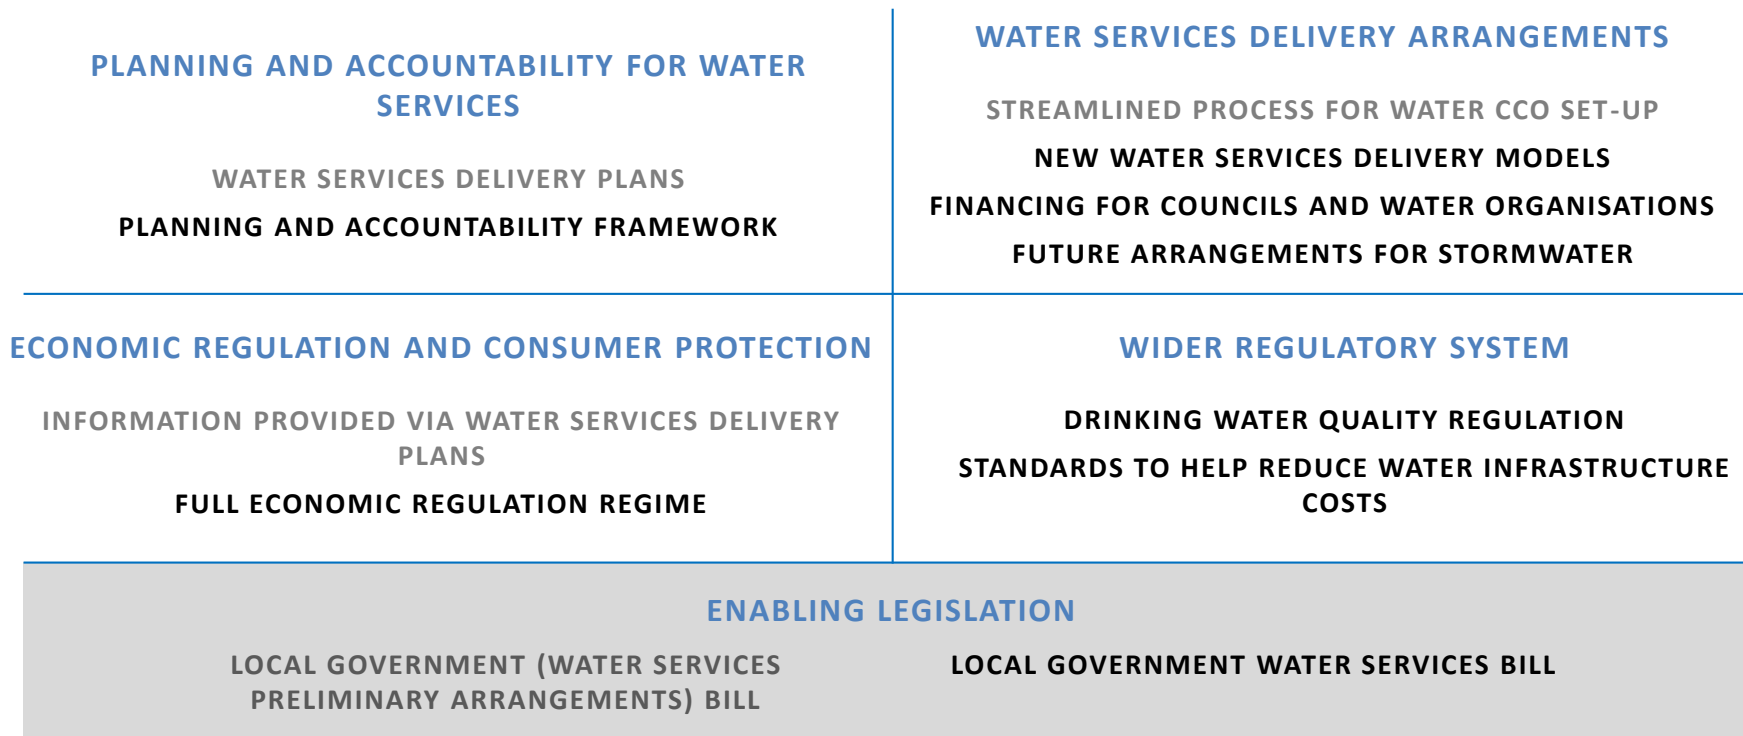 PLANNING AND ACCOUNTABILITY FOR WATER
SERVICES
WATER SERVICES DELIVERY PLANS
PLANNING AND ACCOUNTABILITY FRAMEWORK
WATER SERVICES DELIVERY ARRANGEMENTS
STREAMLINED PROCESS FOR WATER CCO SET-UP
NEW WATER SERVICES DELIVERY MODELS
FINANCING FOR COUNCILS AND WATER ORGANISATIONS
FUTURE ARRANGEMENTS FOR STORMWATER
ECONOMIC REGULATION AND CONSUMER PROTECTION
INFORMATION PROVIDED VIA WATER SERVICES DELIVERY
PLANS
FULL ECONOMIC REGULATION REGIME
WIDER REGULATORY SYSTEM
DRINKING WATER QUALITY REGULATION
STANDARDS TO HELP REDUCE WATER INFRASTRUCTURE
COSTS
ENABLING LEGISLATION
LOCAL GOVERNMENT (WATER SERVICES
PRELIMINARY ARRANGEMENTS) BILL
LOCAL GOVERNMENT WATER SERVICES BILL